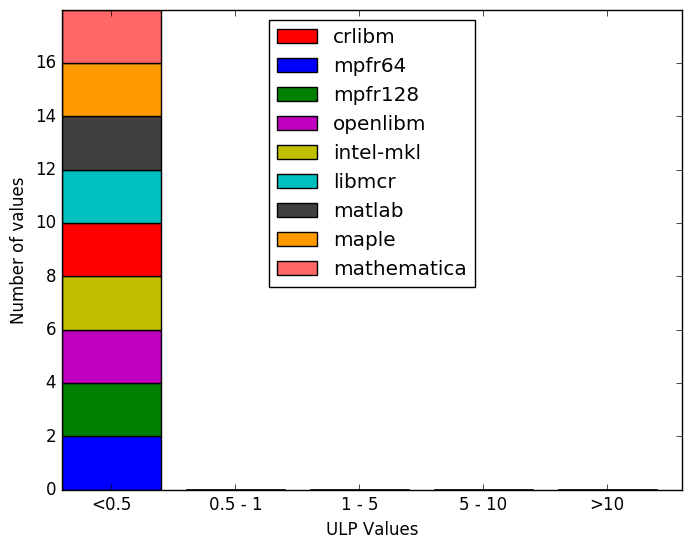 crlibm
mpfr64
mpfr128
openlibm
intel-mkl
libmcr
matlab
maple
mathematica
Number of values
16
14
12
10
8
6
4
2
0
<0.5 0.5 - 1 1 - 5 5 - 10 >10
ULP Values